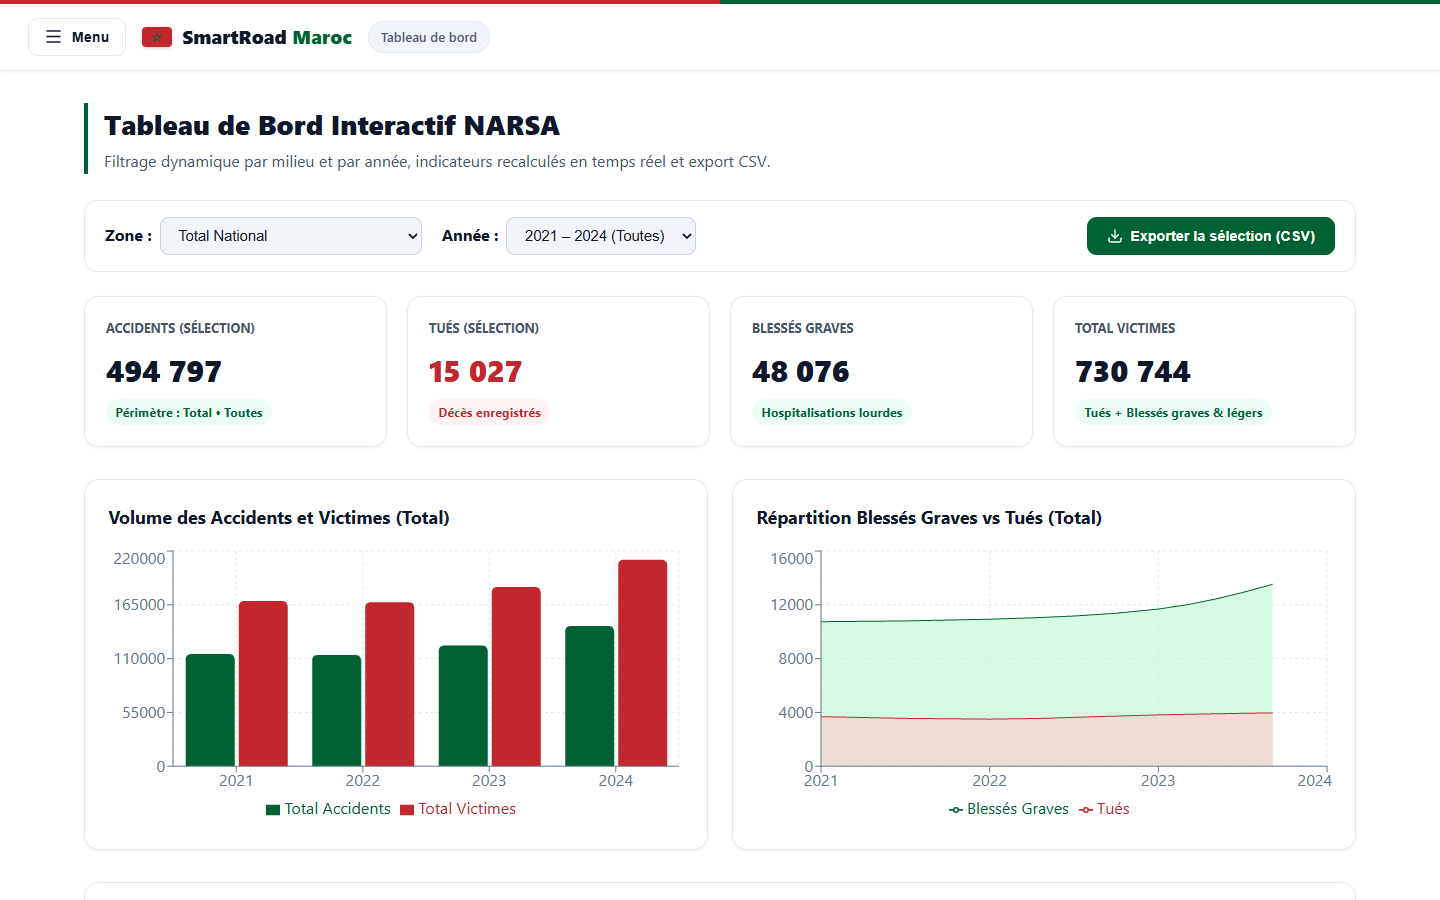 Menu
SmartRoad Maroc
Tableau de bord
Tableau de Bord Interactif NARSA
Filtrage dynamique par milieu et par année, indicateurs recalculés en temps réel et export CSV.
Zone :
Total National
Année :
2021 – 2024 (Toutes)
Exporter la sélection (CSV)
ACCIDENTS (SÉLECTION)
494 797
Périmètre : Total • Toutes
TUÉS (SÉLECTION)
15 027
Décès enregistrés
BLESSÉS GRAVES
48 076
Hospitalisations lourdes
TOTAL VICTIMES
730 744
Tués + Blessés graves & légers
Volume des Accidents et Victimes (Total)
220000
165000
110000
55000
0
2021
2022
2023
2024
Total Accidents
Total Victimes
Répartition Blessés Graves vs Tués (Total)
16000
12000
8000
4000
0
2021
2022
2023
2024
Blessés Graves
Tués